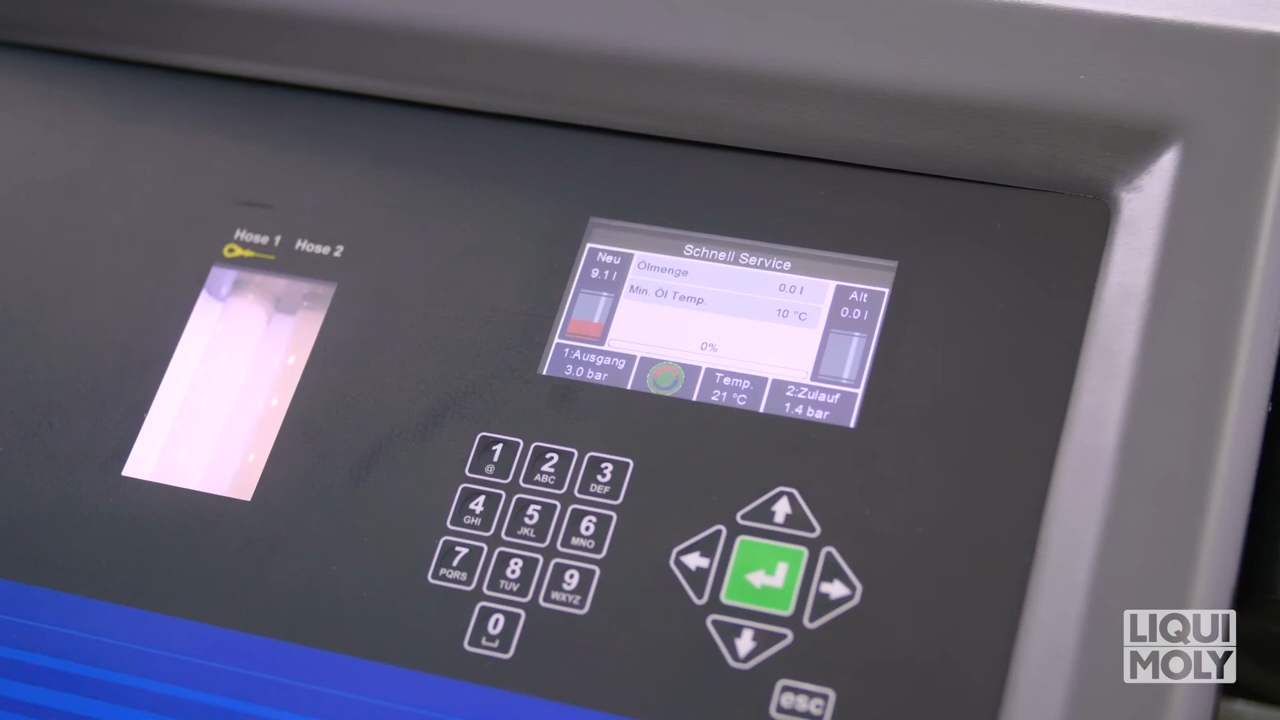 Hose 1 Hose 2
Schnell Service
Neu
9.1 l
Ölmenge
0.0 l
Min. Öl Temp.
10 °C
0%
Alt
0.0 l
1:Ausgang
3.0 bar
Temp.
21 °C
2:Zulauf
1.4 bar
1 2 3
@ ABC DEF
4 5 6
GHI JKL MNO
7 8 9
PQRS TUV WXYZ
0
esc
LIQUI
MOLY